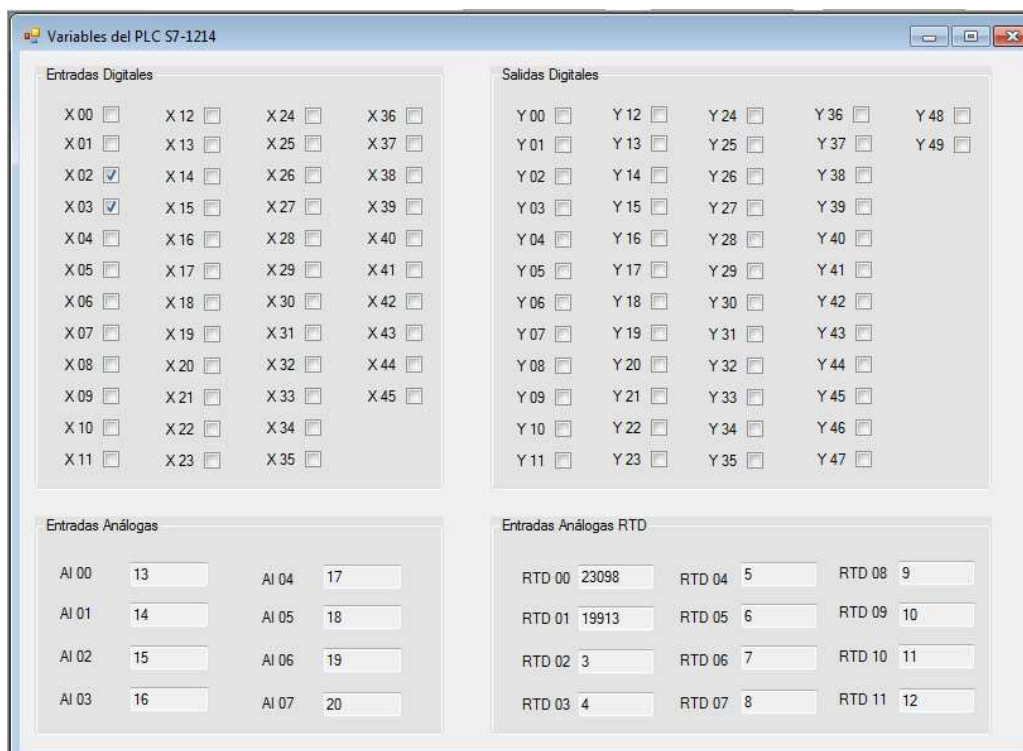 Variables del PLC S7-1214
Entradas Digitales
X 00 X 12 X 24 X 36
X 01 X 13 X 25 X 37
X 02 X 14 X 26 X 38
X 03 X 15 X 27 X 39
X 04 X 16 X 28 X 40
X 05 X 17 X 29 X 41
X 06 X 18 X 30 X 42
X 07 X 19 X 31 X 43
X 08 X 20 X 32 X 44
X 09 X 21 X 33 X 45
X 10 X 22 X 34
X 11 X 23 X 35
Salidas Digitales
Y 00 Y 12 Y 24 Y 36 Y 48
Y 01 Y 13 Y 25 Y 37 Y 49
Y 02 Y 14 Y 26 Y 38
Y 03 Y 15 Y 27 Y 39
Y 04 Y 16 Y 28 Y 40
Y 05 Y 17 Y 29 Y 41
Y 06 Y 18 Y 30 Y 42
Y 07 Y 19 Y 31 Y 43
Y 08 Y 20 Y 32 Y 44
Y 09 Y 21 Y 33 Y 45
Y 10 Y 22 Y 34 Y 46
Y 11 Y 23 Y 35 Y 47
Entradas Análogas
AI 00 13 AI 04 17
AI 01 14 AI 05 18
AI 02 15 AI 06 19
AI 03 16 AI 07 20
Entradas Análogas RTD
RTD 00 23098 RTD 04 5 RTD 08 9
RTD 01 19913 RTD 05 6 RTD 09 10
RTD 02 3 RTD 06 7 RTD 10 11
RTD 03 4 RTD 07 8 RTD 11 12